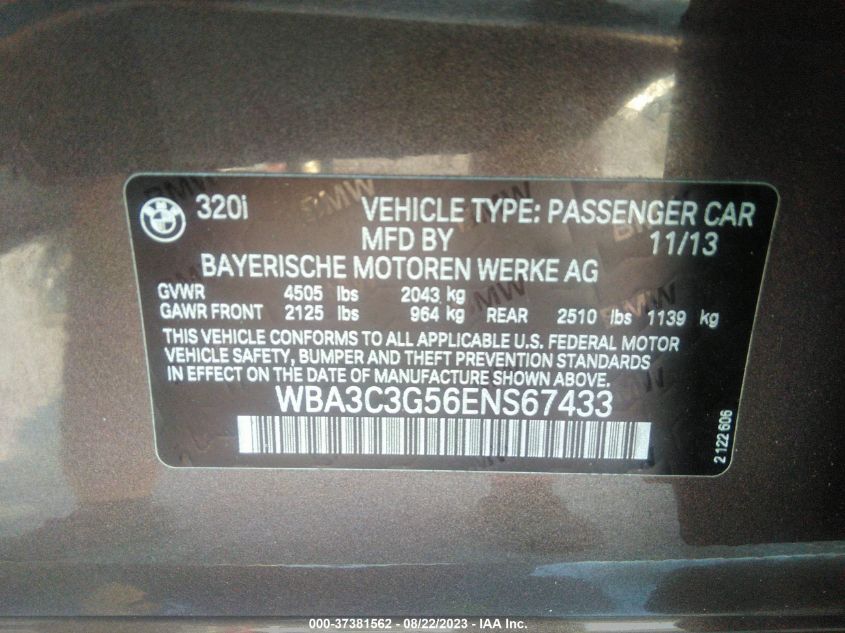 320i VEHICLE TYPE: PASSENGER CAR
MFD BY 11/13
BAYERISCHE MOTOREN WERKE AG
GVWR 4505 lbs 2043 kg
GAWR FRONT 2125 lbs 964 kg REAR 2510 lbs 1139 kg
THIS VEHICLE CONFORMS TO ALL APPLICABLE U.S. FEDERAL MOTOR
VEHICLE SAFETY, BUMPER AND THEFT PREVENTION STANDARDS
IN EFFECT ON THE DATE OF MANUFACTURE SHOWN ABOVE.
WBA3C3G56ENS67433
2 122 606
000-37381562 - 08/22/2023 - IAA Inc.